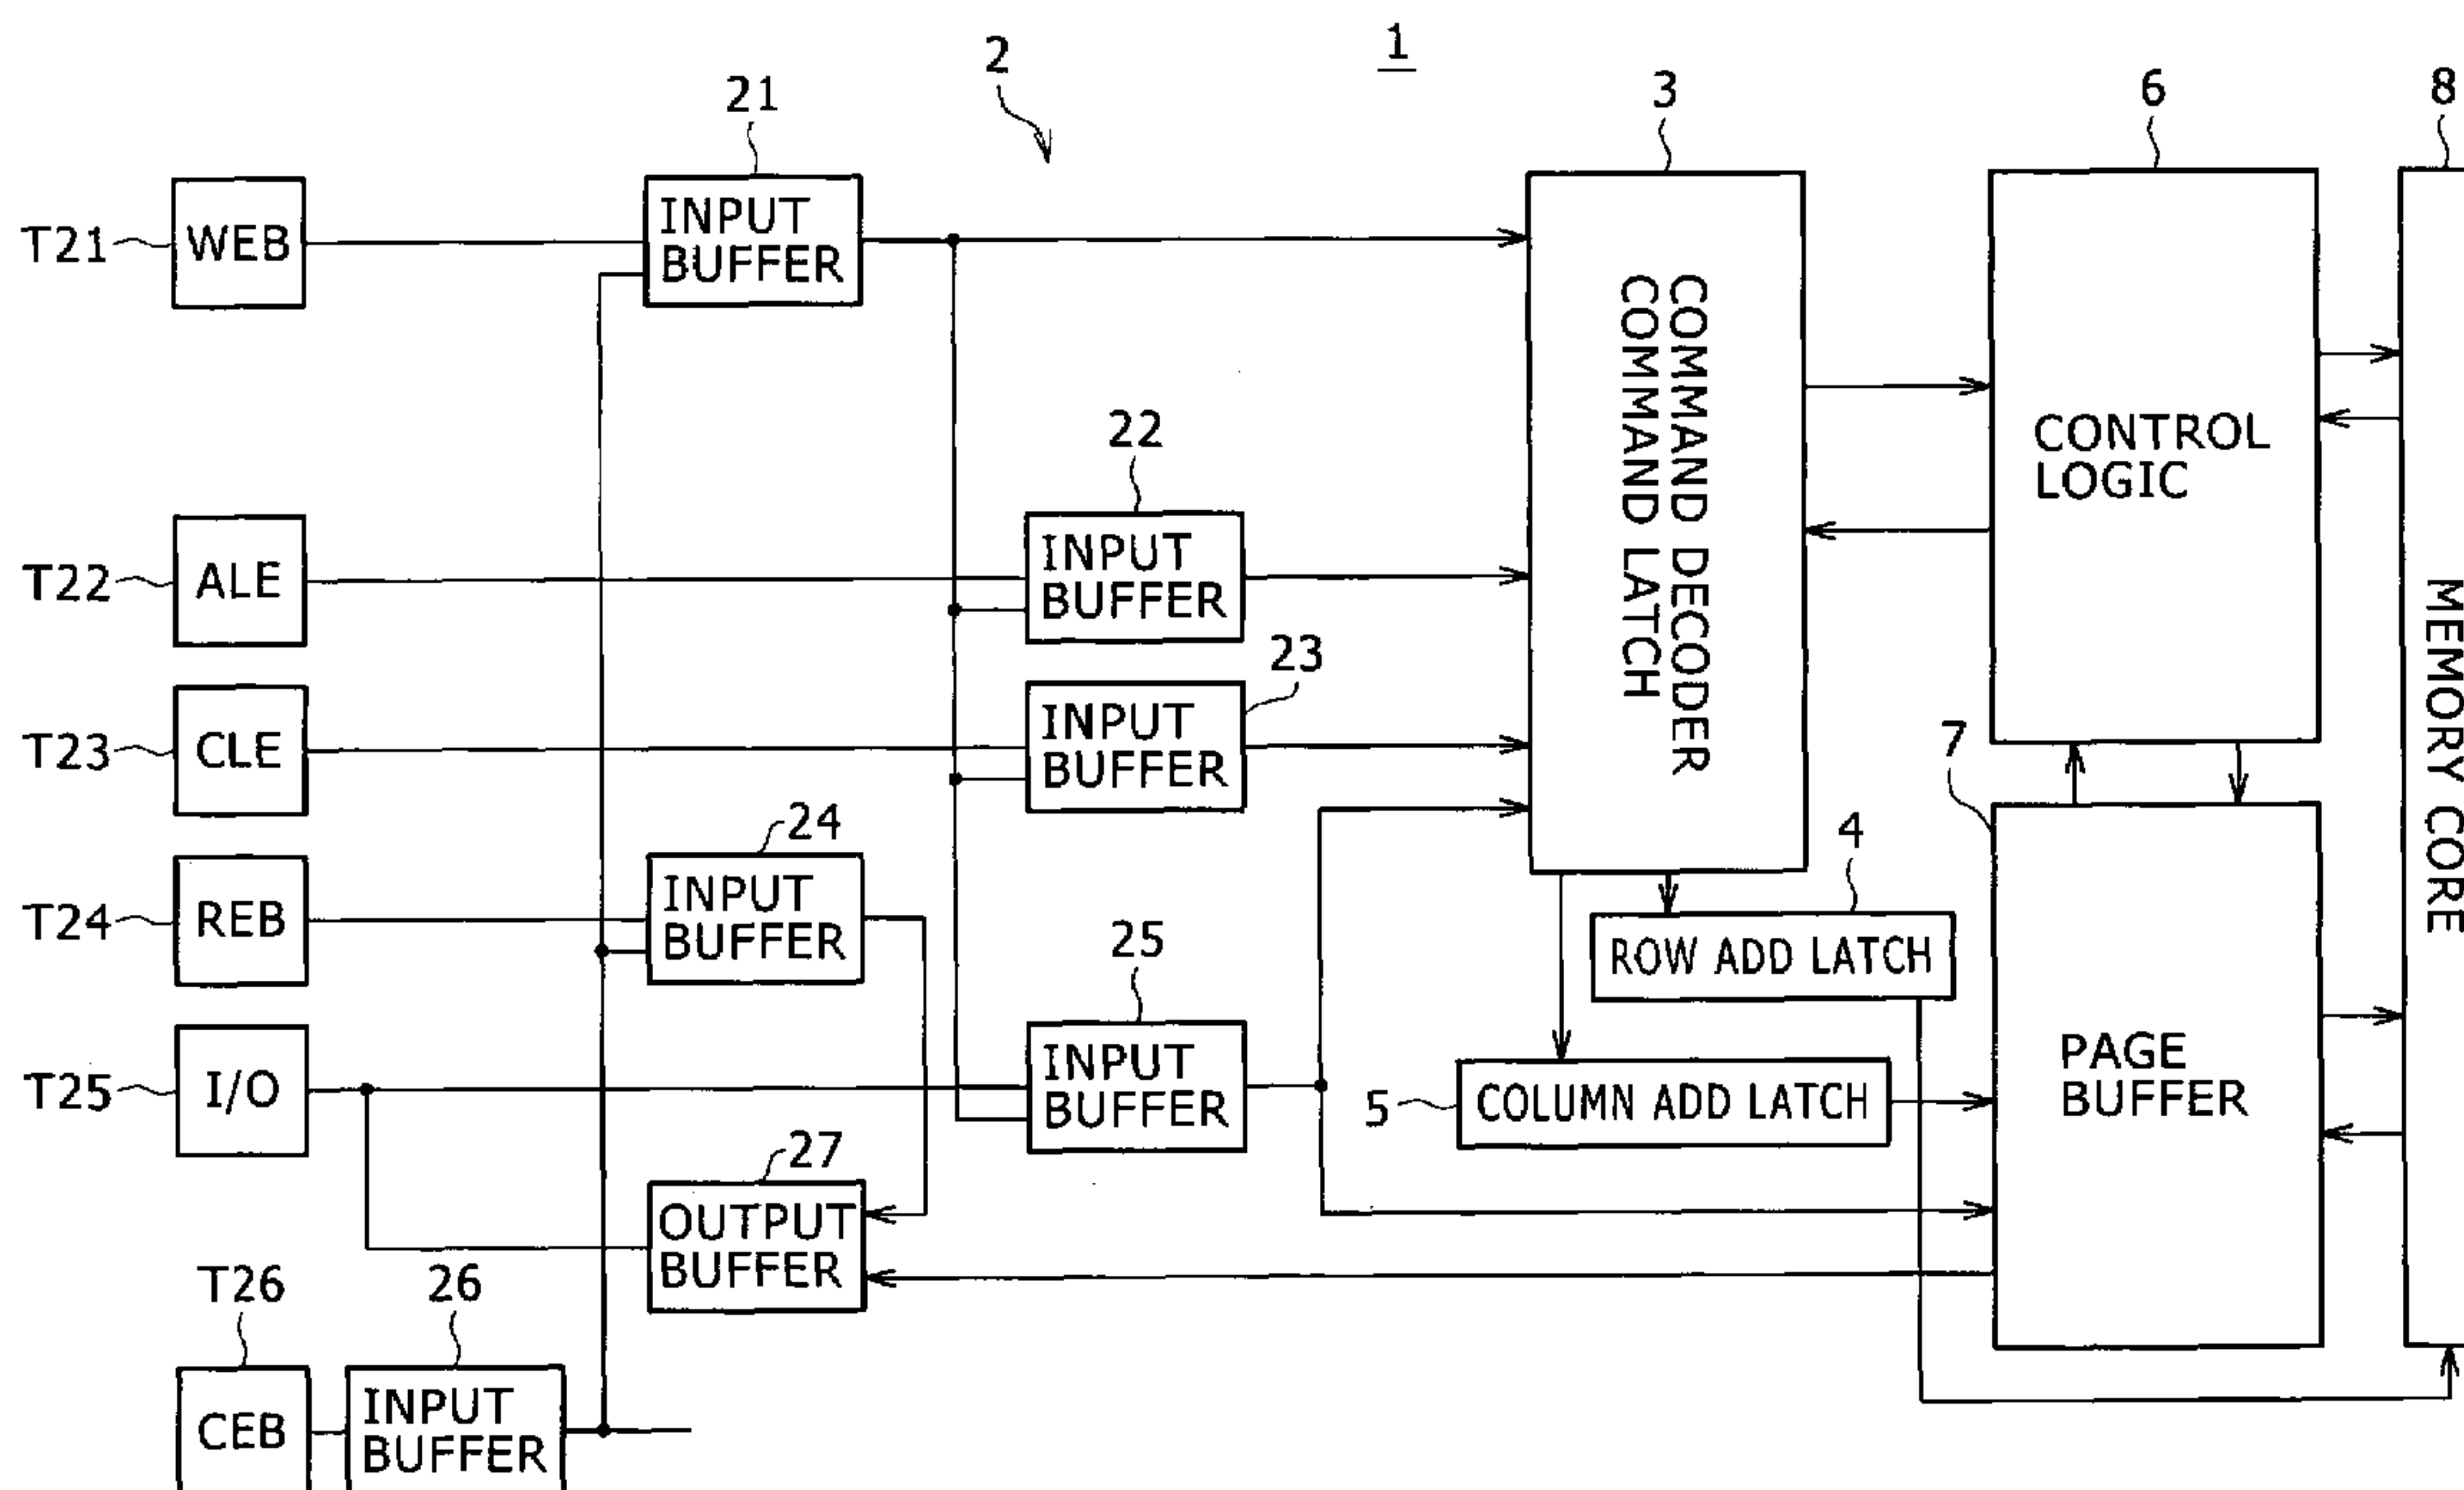 1
2
3
6
8
21
T21
WEB
INPUT
BUFFER
COMMAND DECODER
COMMAND LATCH
CONTROL
LOGIC
MEMORY CORE
22
T22
ALE
INPUT
BUFFER
23
T23
CLE
INPUT
BUFFER
7
24
4
T24
REB
INPUT
BUFFER
ROW ADD LATCH
25
T25
I/O
INPUT
BUFFER
5
COLUMN ADD LATCH
PAGE
BUFFER
27
OUTPUT
BUFFER
T26
26
CEB
INPUT
BUFFER